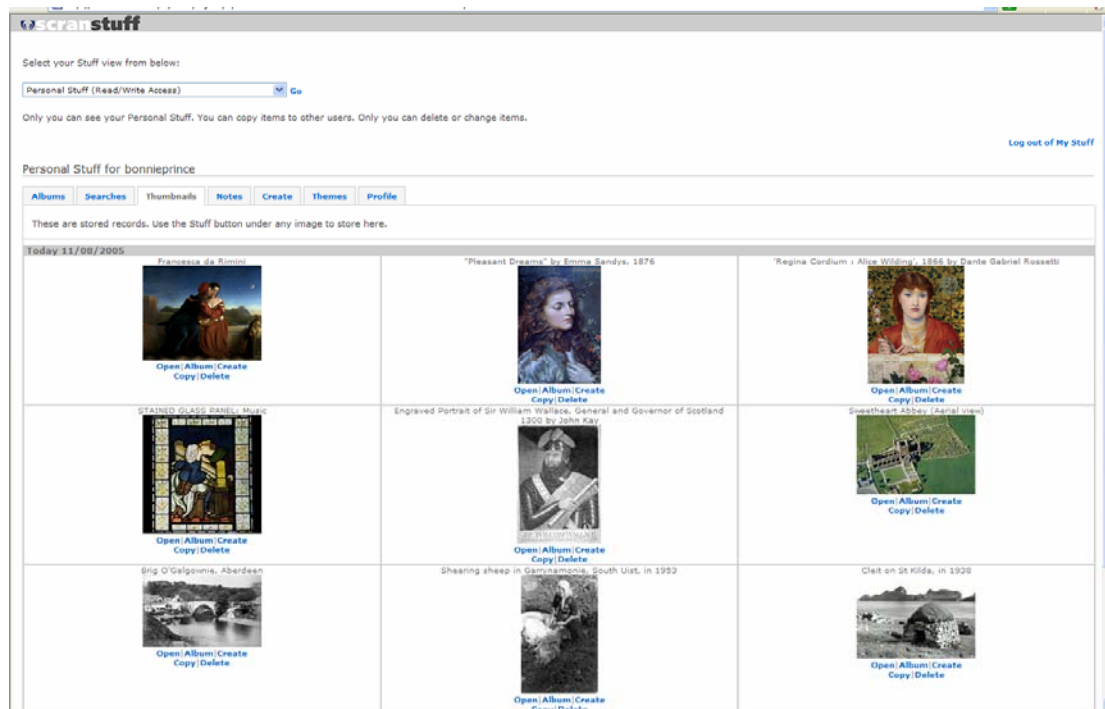 scranstuff
Select your Stuff view from below:
Personal Stuff (Read/Write Access) Go
Only you can see your Personal Stuff. You can copy items to other users. Only you can delete or change items.
Log out of My Stuff
Personal Stuff for bonnieprince
Albums Searches Thumbnails Notes Create Themes Profile
These are stored records. Use the Stuff button under any image to store here.
Today 11/08/2005
Francesca da Rimini
Open|Album|Create
Copy|Delete
"Pleasant Dreams" by Emma Sandys, 1876
Open|Album|Create
Copy|Delete
'Regina Cordium : Alice Wilding', 1866 by Dante Gabriel Rossetti
Open|Album|Create
Copy|Delete
STAINED GLASS PANEL: Music
Open|Album|Create
Copy|Delete
Engraved Portrait of Sir William Wallace, General and Governor of Scotland
1300 by John Kay
Open|Album|Create
Copy|Delete
Sweetheart Abbey (Aerial view)
Open|Album|Create
Copy|Delete
Brig O'Balgownie, Aberdeen
Open|Album|Create
Copy|Delete
Shearing sheep in Garrynamonie, South Uist, in 1953
Open|Album|Create
Copy|Delete
Cleit on St Kilda, in 1938
Open|Album|Create
Copy|Delete